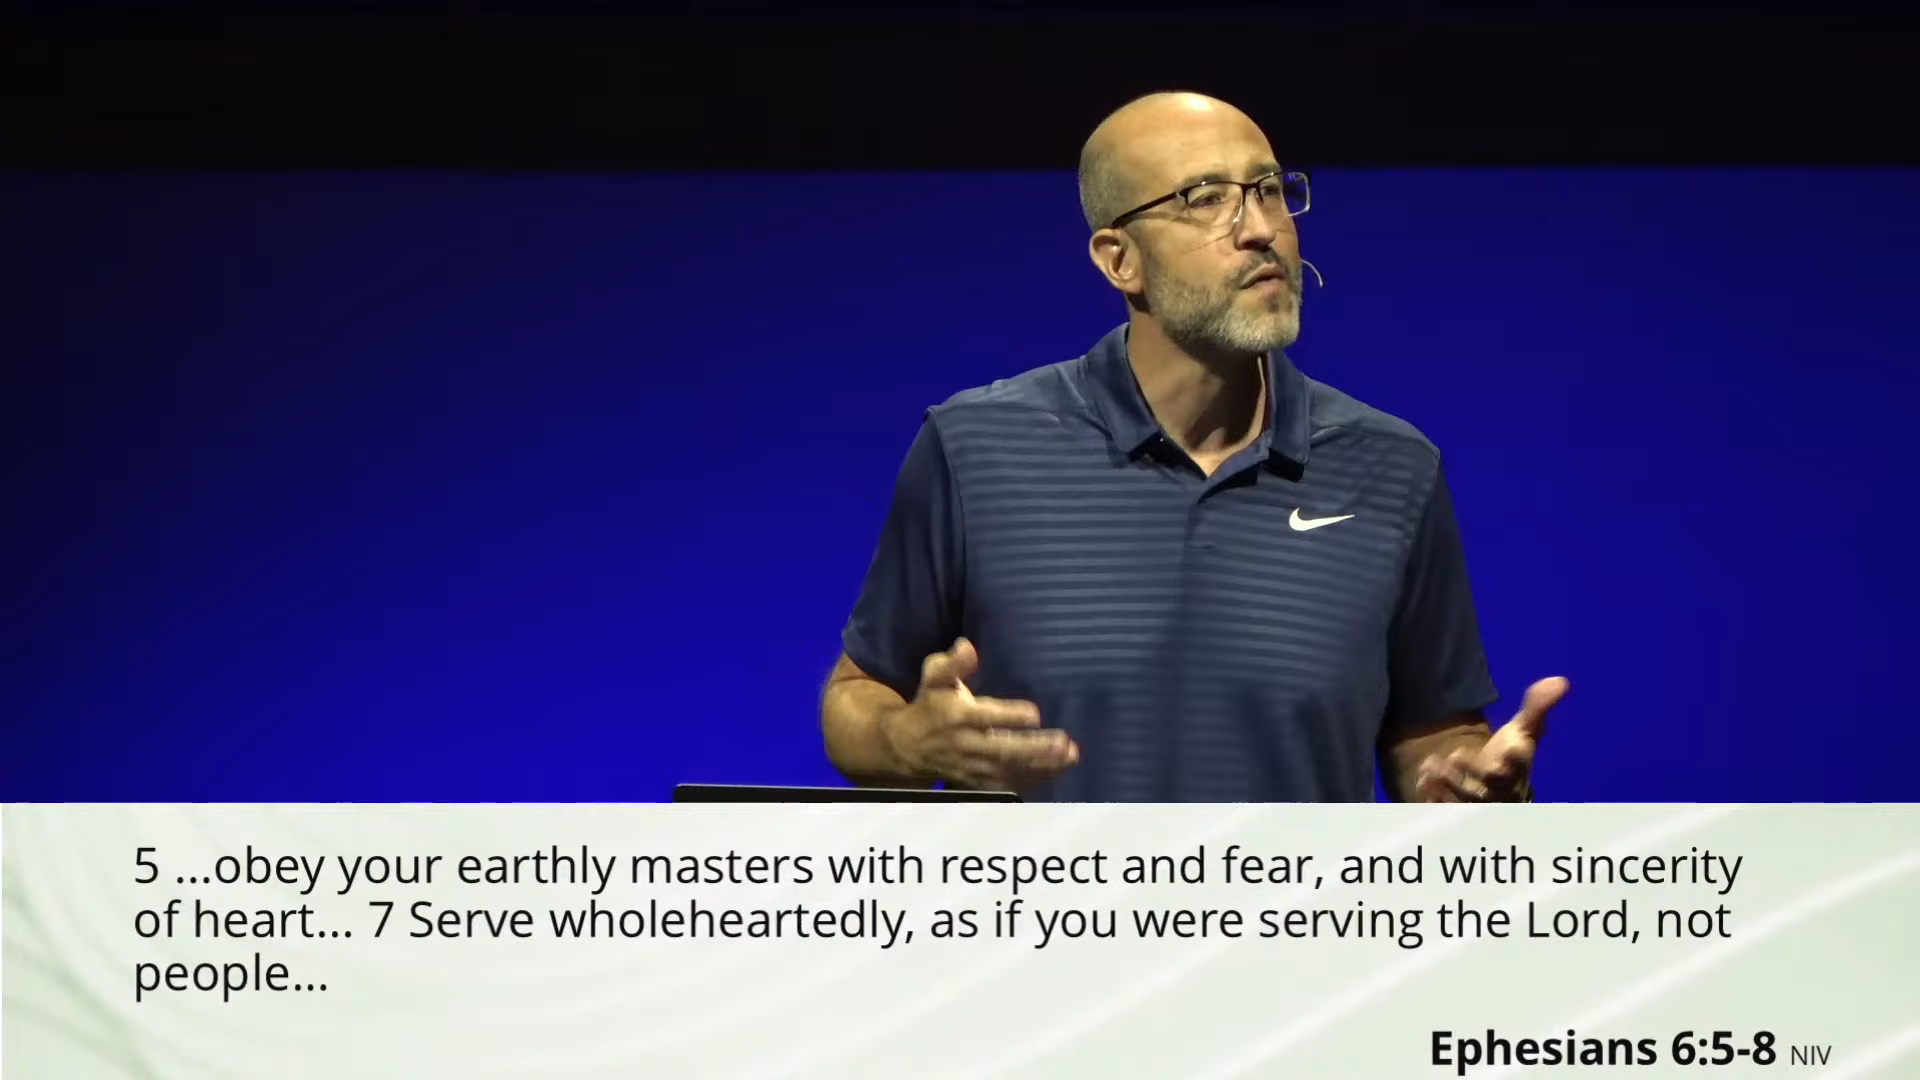 5 ...obey your earthly masters with respect and fear, and with sincerity
of heart... 7 Serve wholeheartedly, as if you were serving the Lord, not
people...
Ephesians 6:5-8 NIV